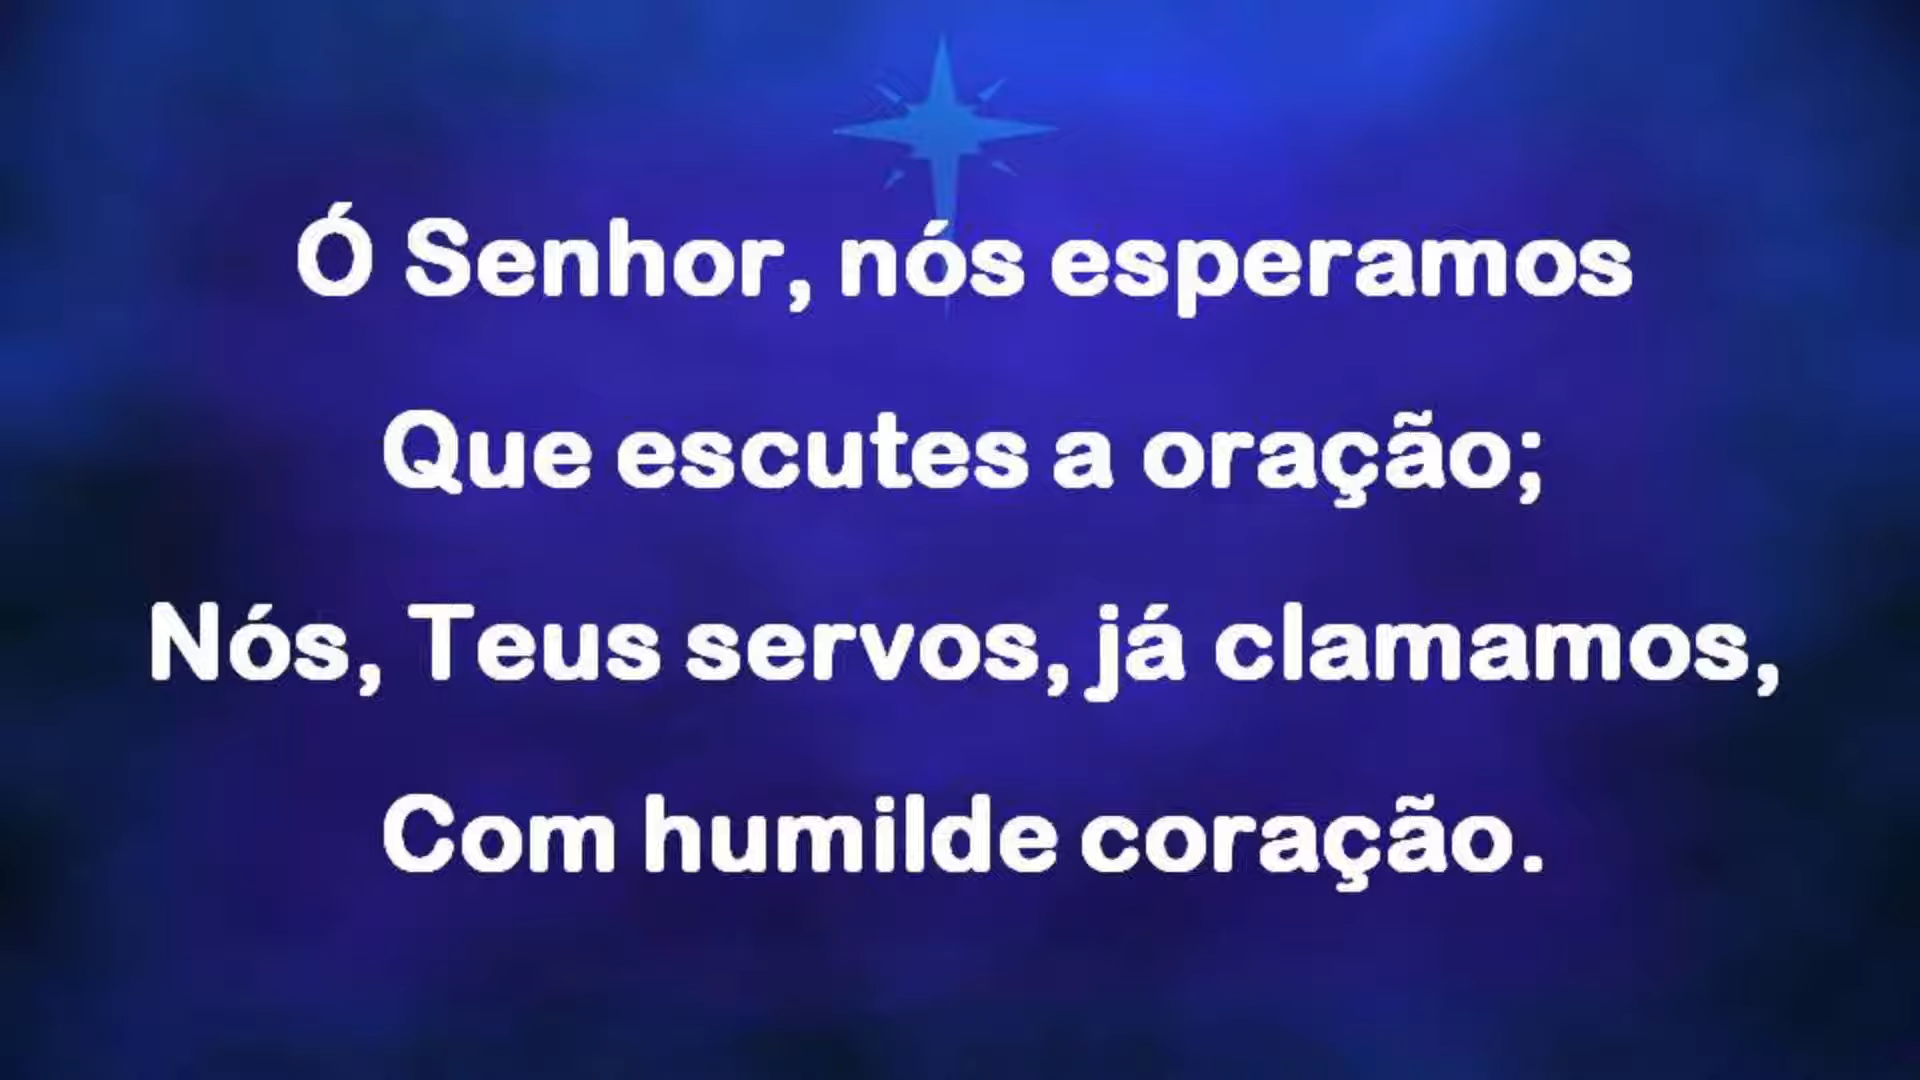 Ó Senhor, nós esperamos
Que escutes a oração;
Nós, Teus servos, já clamamos,
Com humilde coração.